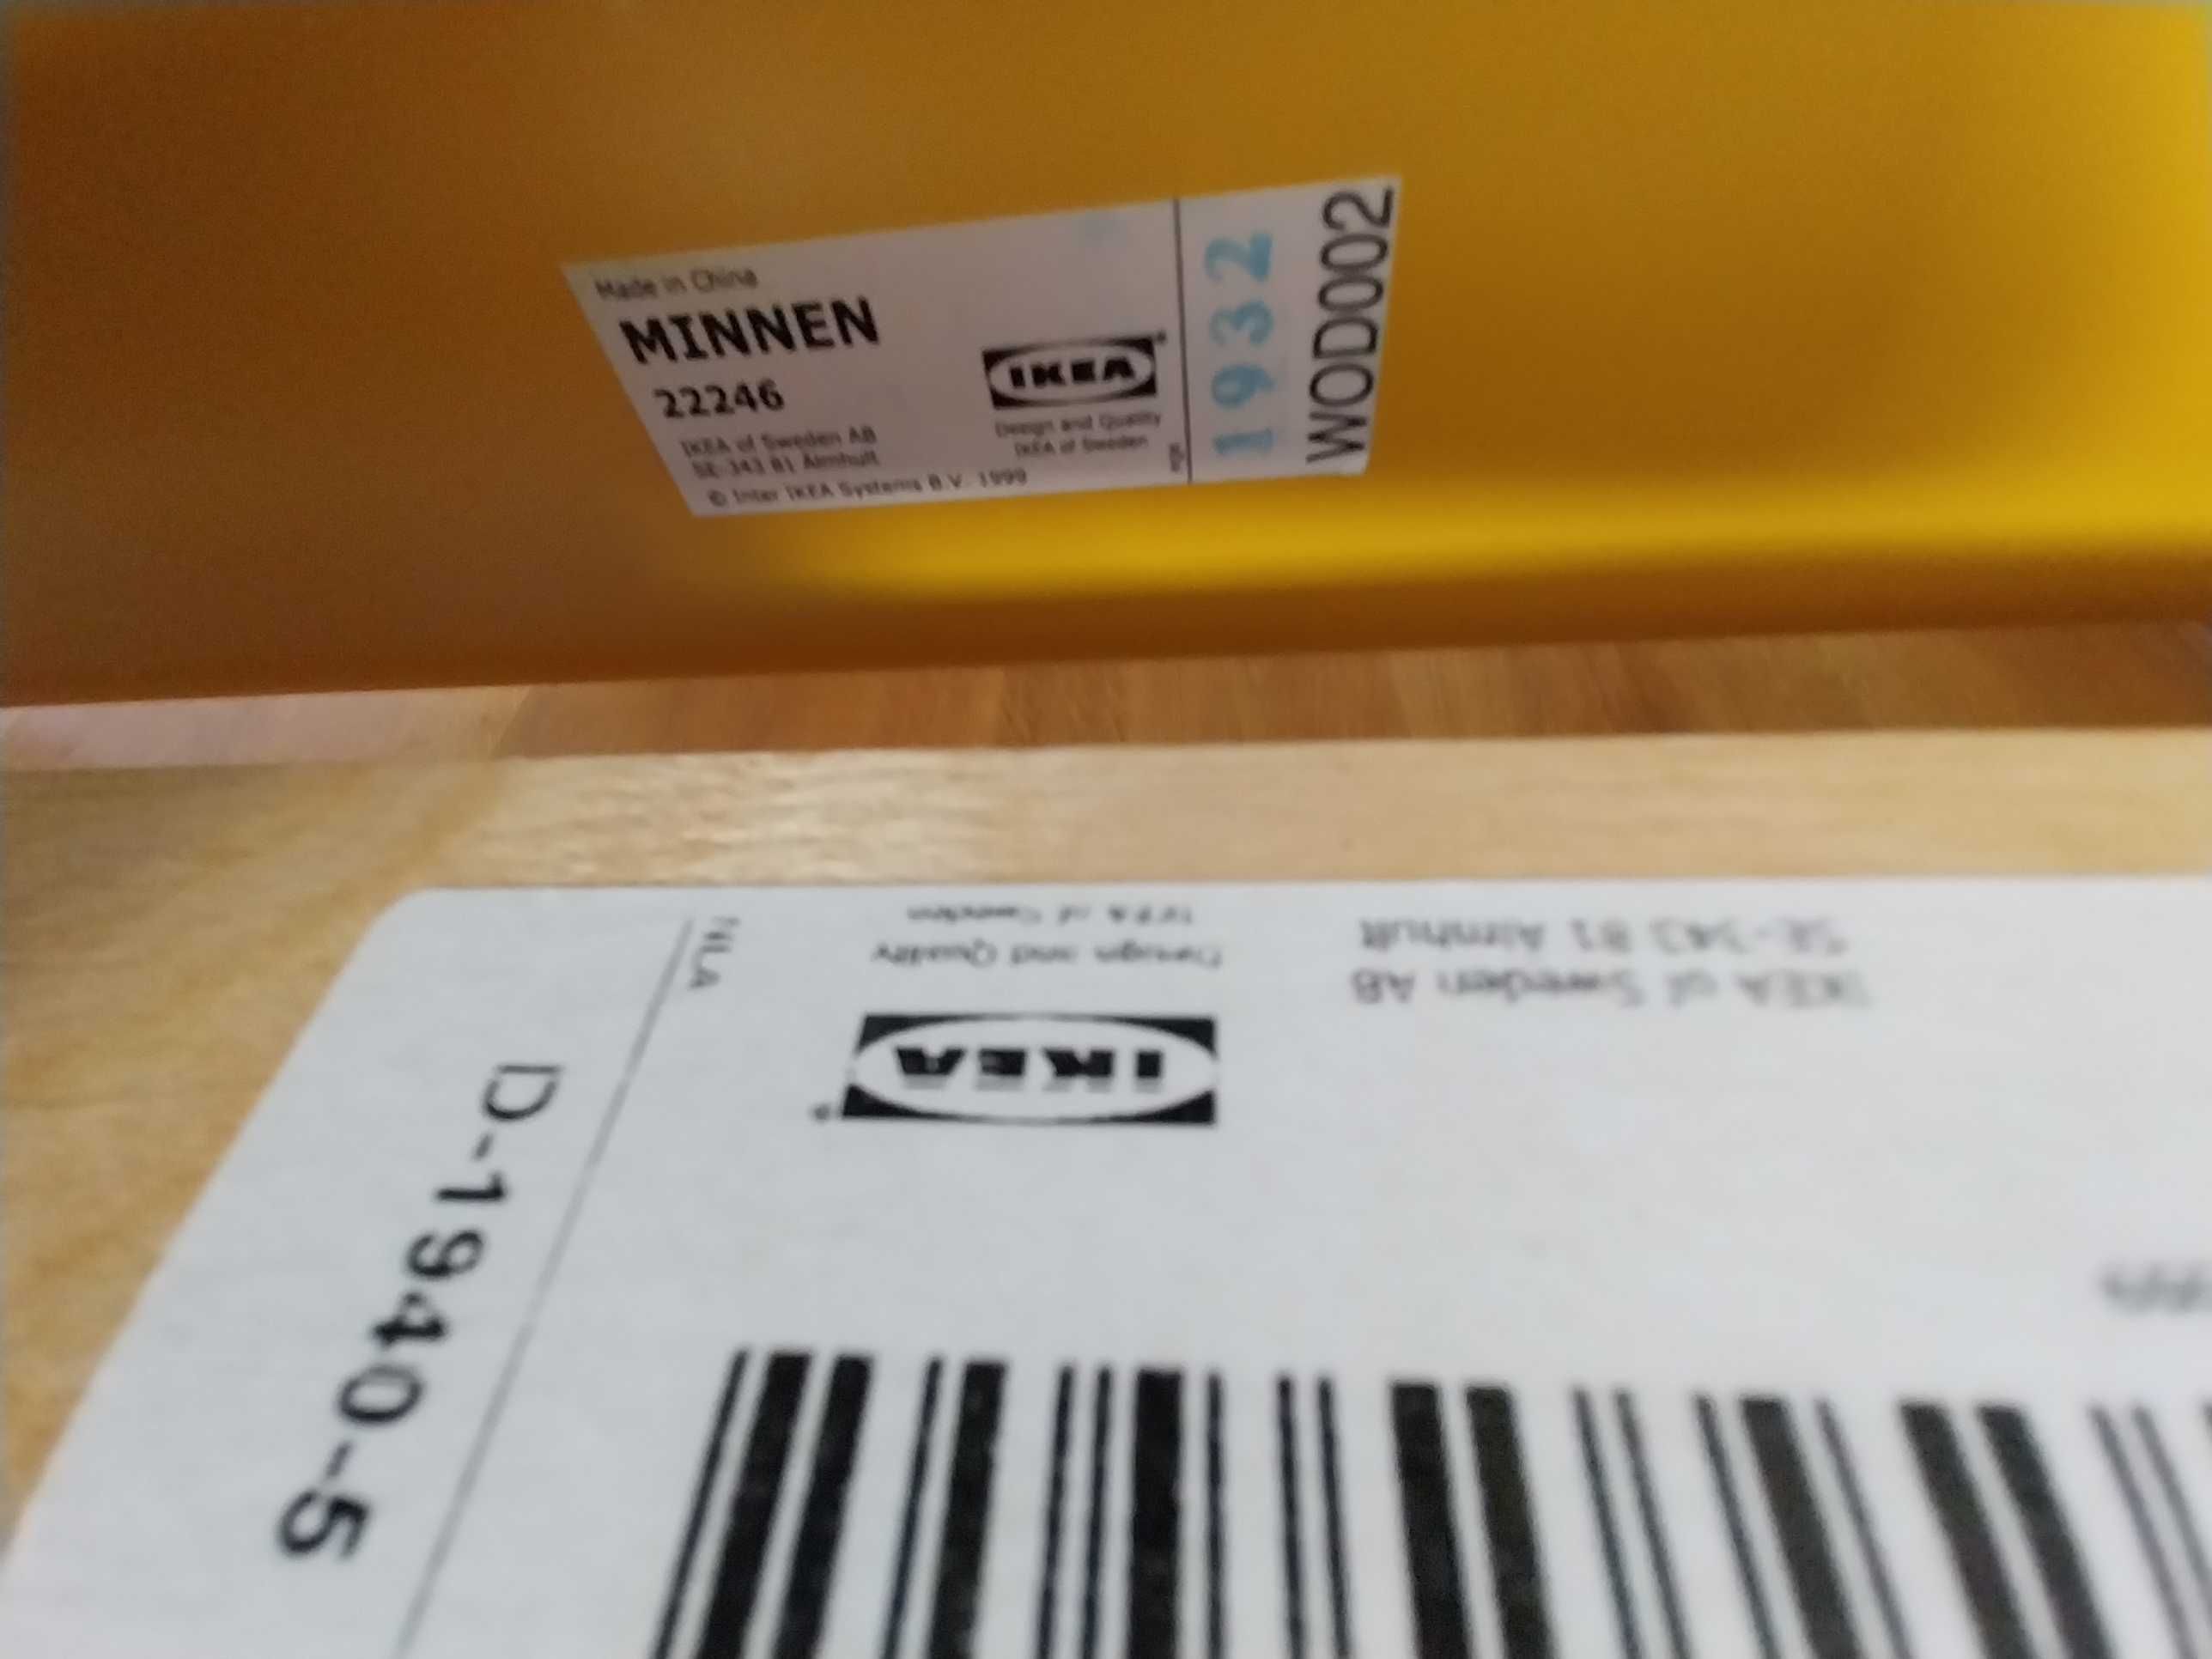 Made in China
MINNEN
22246
IKEA of Sweden AB
SE-343 81 Älmhult
© Inter IKEA Systems B.V. 1999
IKEA
Design and Quality
IKEA of Sweden
1932
WOD002
IKEA of Sweden AB
SE-343 81 Älmhult
IKEA
Design and Quality
IKEA of Sweden
NLA
D-1940-5